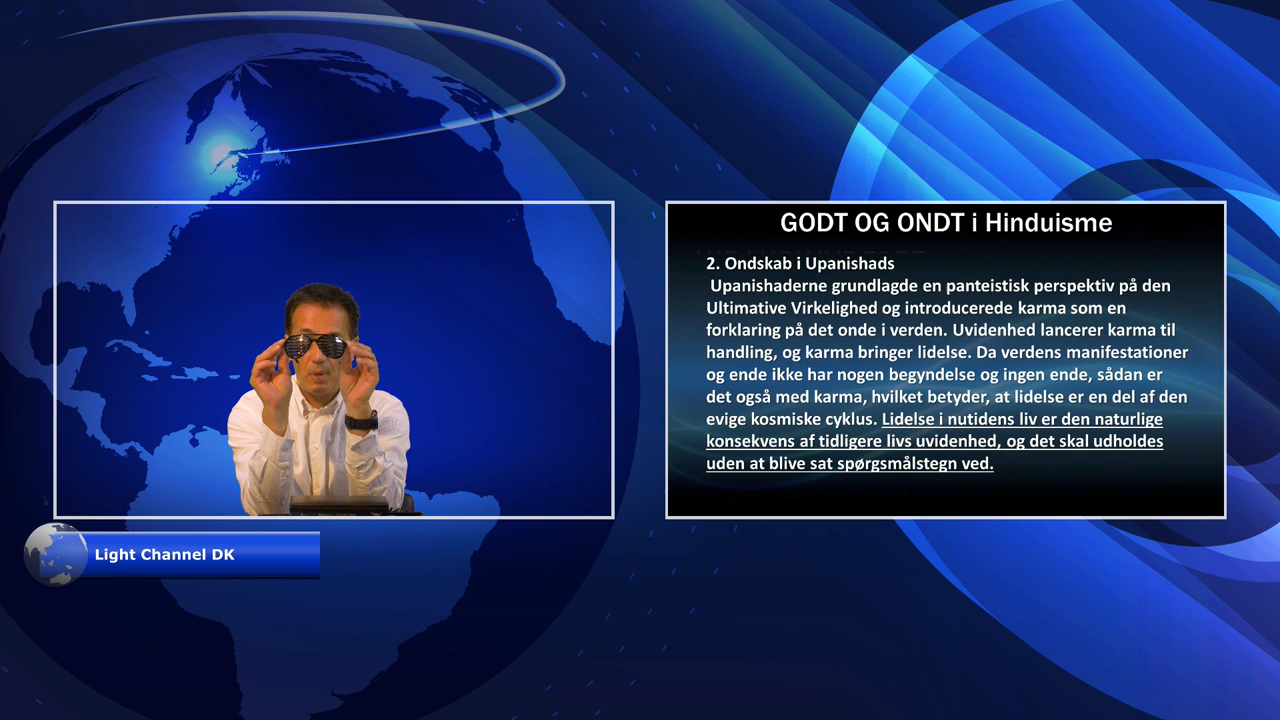 GODT OG ONDT i Hinduisme
2. Ondskab i Upanishads
Upanishaderne grundlagde en panteistisk perspektiv på den
Ultimative Virkelighed og introducerede karma som en
forklaring på det onde i verden. Uvidenhed lancerer karma til
handling, og karma bringer lidelse. Da verdens manifestationer
og ende ikke har nogen begyndelse og ingen ende, sådan er
det også med karma, hvilket betyder, at lidelse er en del af den
evige kosmiske cyklus. Lidelse i nutidens liv er den naturlige
konsekvens af tidligere livs uvidenhed, og det skal udholdes
uden at blive sat spørgsmålstegn ved.
Light Channel DK